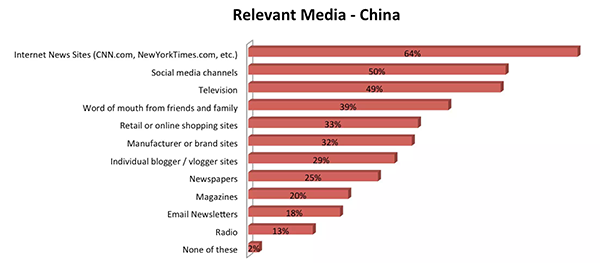 Relevant Media - China
Internet News Sites (CNN.com, NewYorkTimes.com, etc.) 64%
Social media channels 50%
Television 49%
Word of mouth from friends and family 39%
Retail or online shopping sites 33%
Manufacturer or brand sites 32%
Individual blogger / vlogger sites 29%
Newspapers 25%
Magazines 20%
Email Newsletters 18%
Radio 13%
None of these 2%